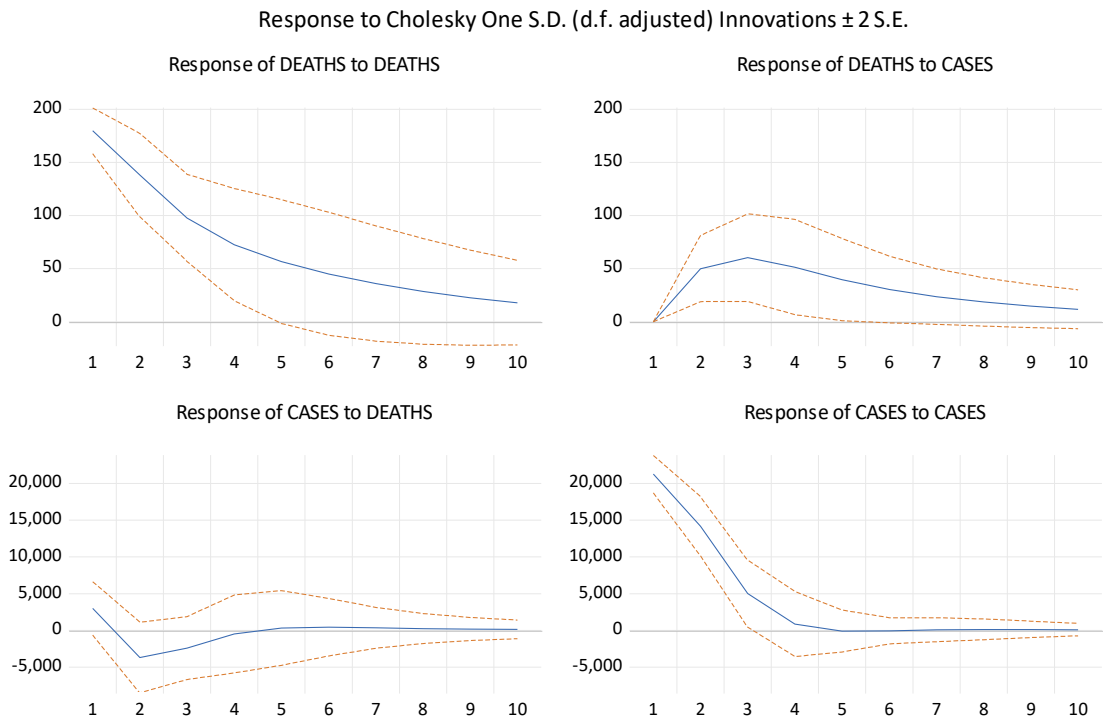 Response to Cholesky One S.D. (d.f. adjusted) Innovations ± 2 S.E.
Response of DEATHS to DEATHS
200
150
100
50
0
1 2 3 4 5 6 7 8 9 10
Response of DEATHS to CASES
200
150
100
50
0
1 2 3 4 5 6 7 8 9 10
Response of CASES to DEATHS
20,000
15,000
10,000
5,000
0
-5,000
1 2 3 4 5 6 7 8 9 10
Response of CASES to CASES
20,000
15,000
10,000
5,000
0
-5,000
1 2 3 4 5 6 7 8 9 10